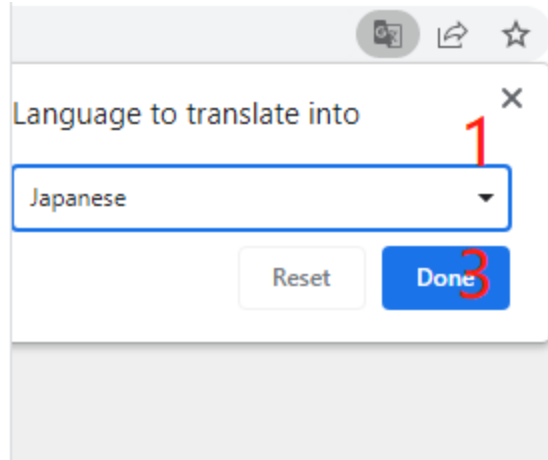 Language to translate into
1
Japanese
Reset
Done
3